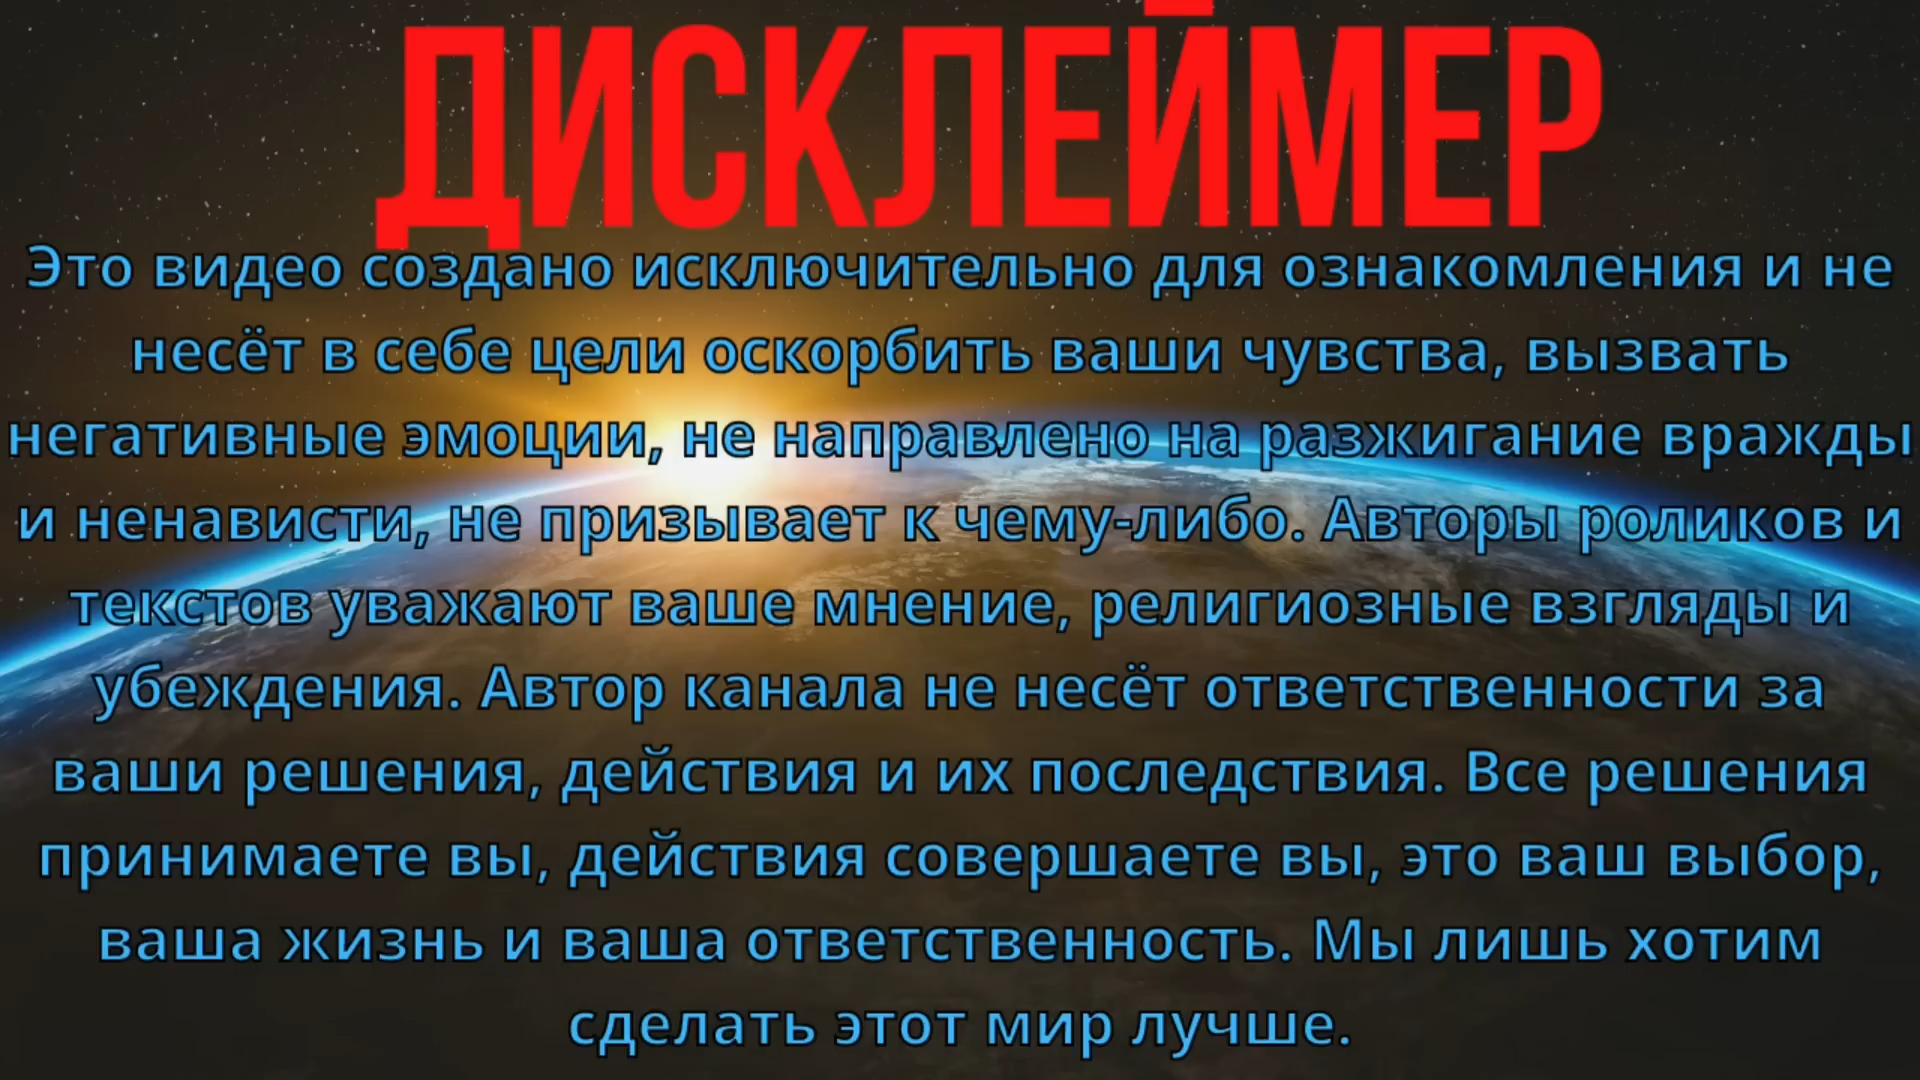 ДИСКЛЕЙМЕР
Это видео создано исключительно для ознакомления и не
несёт в себе цели оскорбить ваши чувства, вызвать
негативные эмоции, не направлено на разжигание вражды
и ненависти, не призывает к чему-либо. Авторы роликов и
текстов уважают ваше мнение, религиозные взгляды и
убеждения. Автор канала не несёт ответственности за
ваши решения, действия и их последствия. Все решения
принимаете вы, действия совершаете вы, это ваш выбор,
ваша жизнь и ваша ответственность. Мы лишь хотим
сделать этот мир лучше.